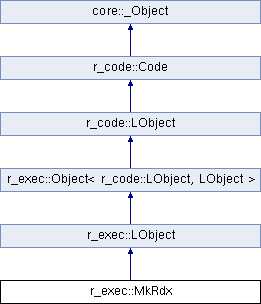 core::_Object
r_code::Code
r_code::LObject
r_exec::Object< r_code::LObject, LObject >
r_exec::LObject
r_exec::MkRdx